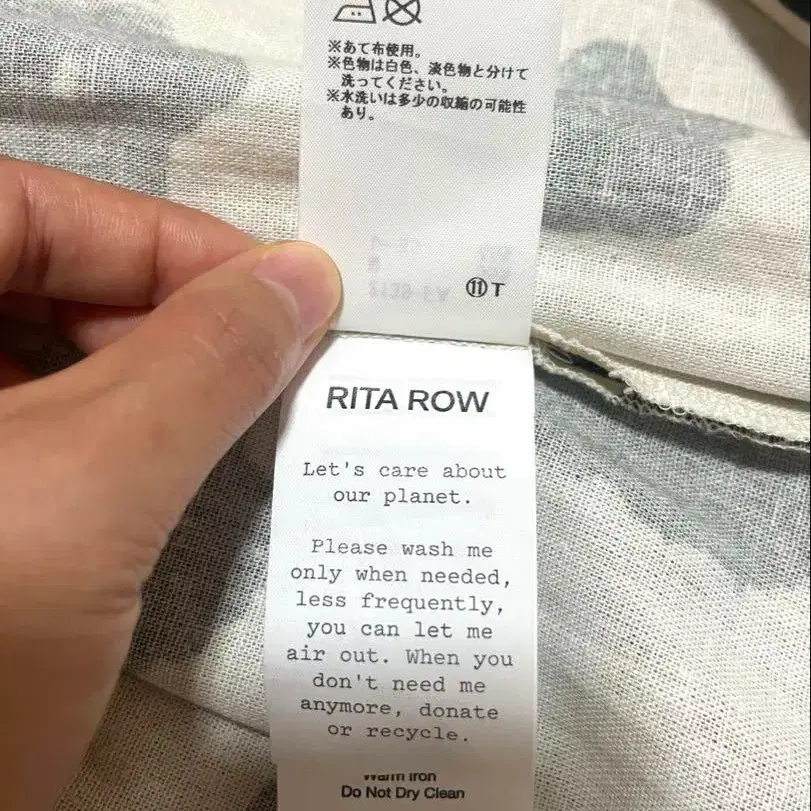 ※あて布使用。
※色物は白色、淡色物と分けて
洗ってください。
※水洗いは多少の収縮の可能性
あり。
⑪T
RITA ROW
Let's care about
our planet.
Please wash me
only when needed,
less frequently,
you can let me
air out. When you
don't need me
anymore, donate
or recycle.
Warm Iron
Do Not Dry Clean